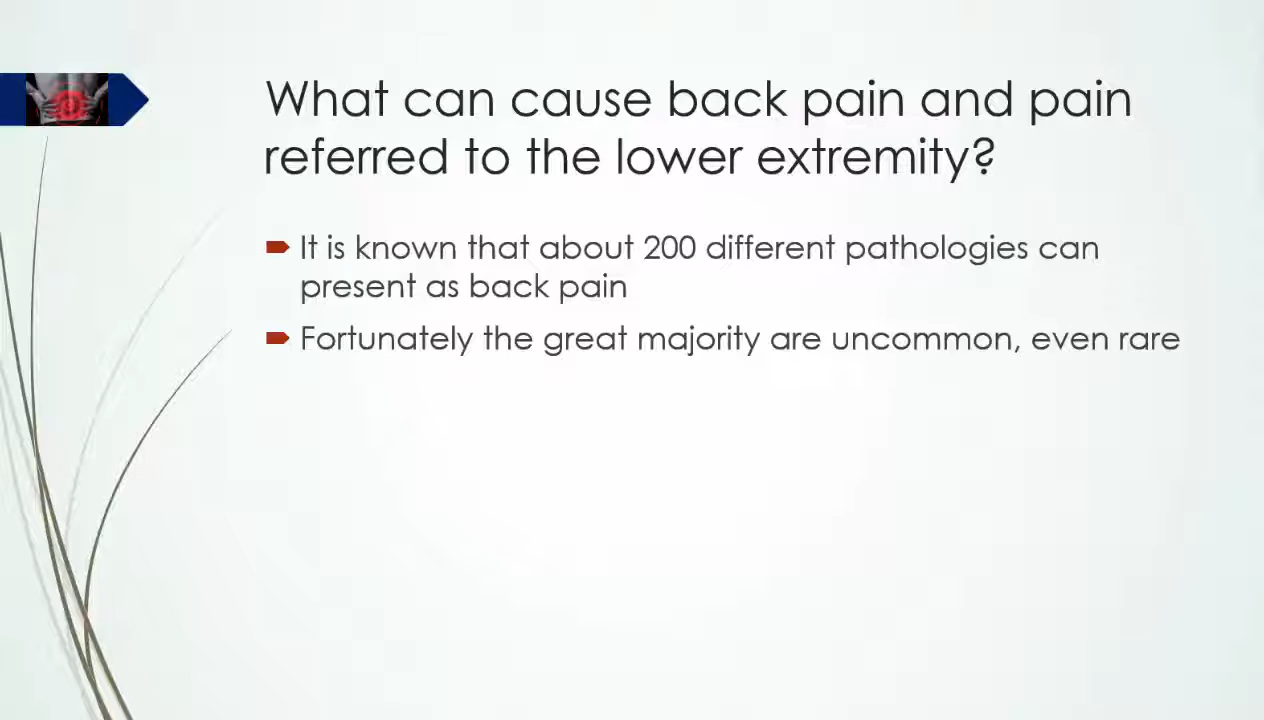 What can cause back pain and pain
referred to the lower extremity?
It is known that about 200 different pathologies can
present as back pain
Fortunately the great majority are uncommon, even rare